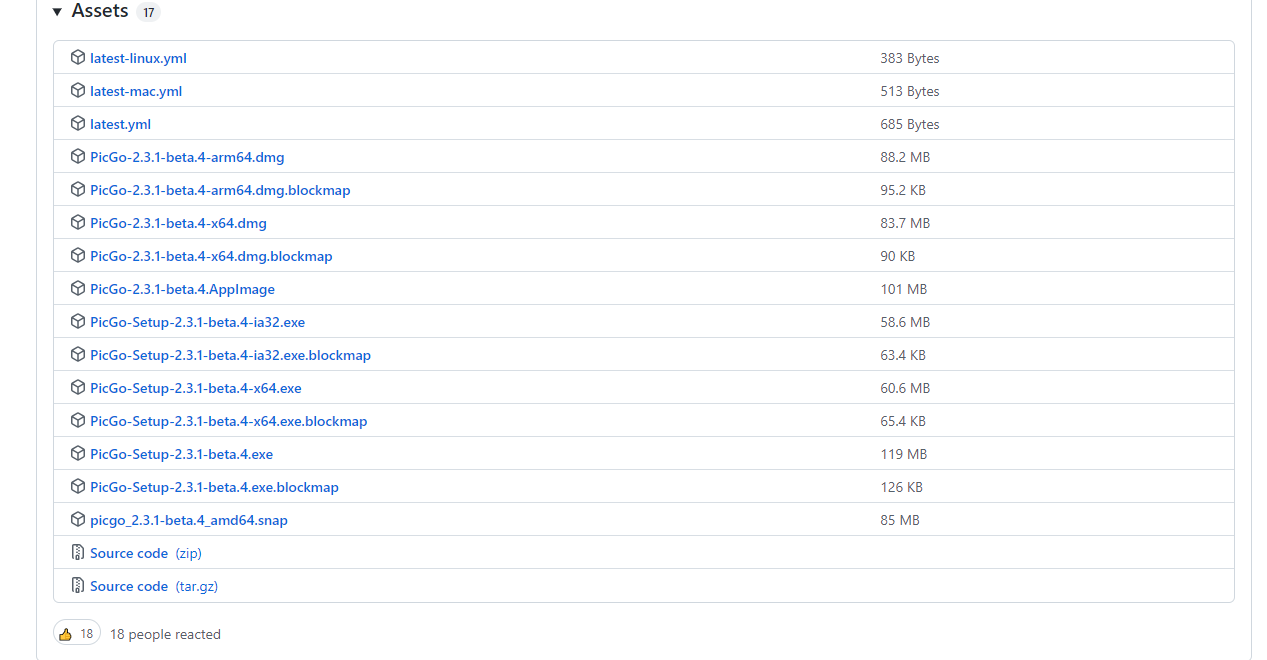 Assets 17
latest-linux.yml 383 Bytes
latest-mac.yml 513 Bytes
latest.yml 685 Bytes
PicGo-2.3.1-beta.4-arm64.dmg 88.2 MB
PicGo-2.3.1-beta.4-arm64.dmg.blockmap 95.2 KB
PicGo-2.3.1-beta.4-x64.dmg 83.7 MB
PicGo-2.3.1-beta.4-x64.dmg.blockmap 90 KB
PicGo-2.3.1-beta.4.AppImage 101 MB
PicGo-Setup-2.3.1-beta.4-ia32.exe 58.6 MB
PicGo-Setup-2.3.1-beta.4-ia32.exe.blockmap 63.4 KB
PicGo-Setup-2.3.1-beta.4-x64.exe 60.6 MB
PicGo-Setup-2.3.1-beta.4-x64.exe.blockmap 65.4 KB
PicGo-Setup-2.3.1-beta.4.exe 119 MB
PicGo-Setup-2.3.1-beta.4.exe.blockmap 126 KB
picgo_2.3.1-beta.4_amd64.snap 85 MB
Source code (zip)
Source code (tar.gz)
18 18 people reacted